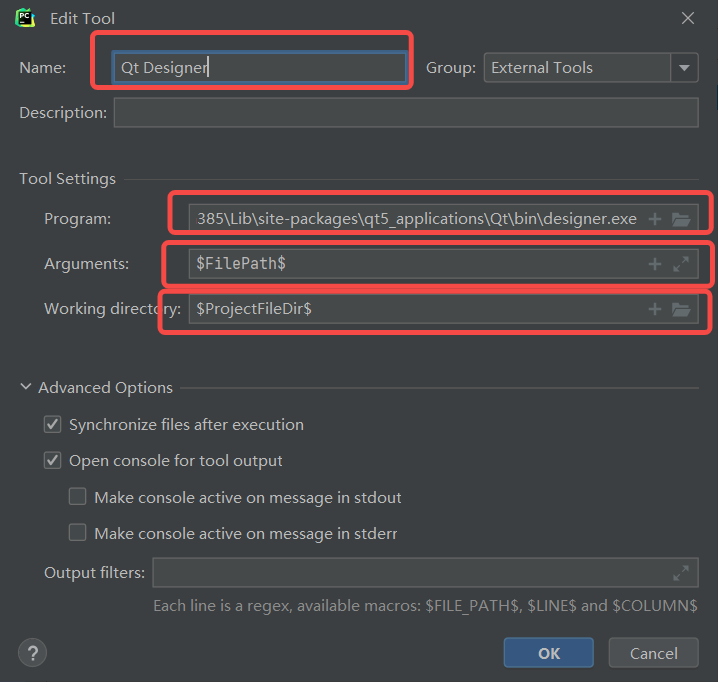 PC
Edit Tool
Name: Qt Designer Group: External Tools
Description:
Tool Settings
Program: 385\Lib\site-packages\qt5_applications\Qt\bin\designer.exe
Arguments: $FilePath$
Working directory: $ProjectFileDir$
Advanced Options
Synchronize files after execution
Open console for tool output
Make console active on message in stdout
Make console active on message in stderr
Output filters:
Each line is a regex, available macros: $FILE_PATH$, $LINE$ and $COLUMN$
? OK Cancel